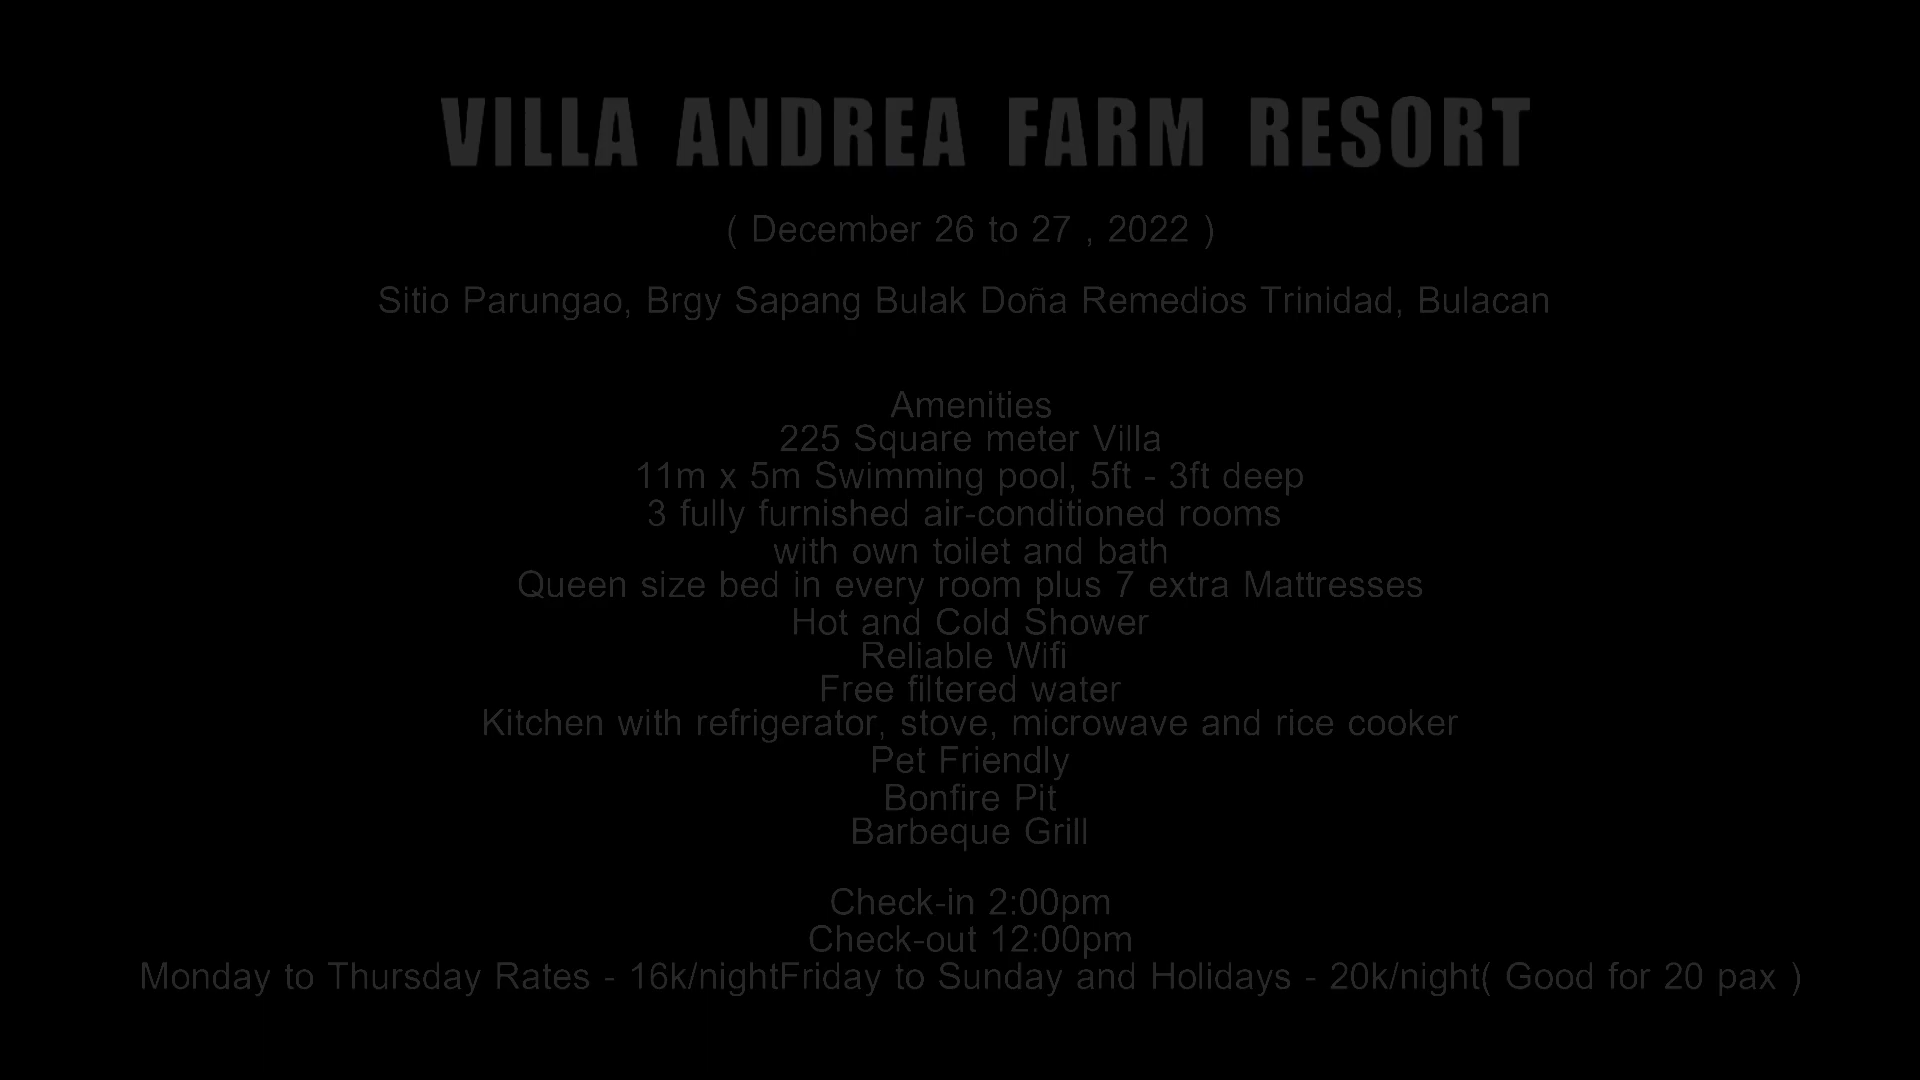 VILLA ANDREA FARM RESORT
( December 26 to 27 , 2022 )
Sitio Parungao, Brgy Sapang Bulak Doña Remedios Trinidad, Bulacan
Amenities
225 Square meter Villa
11m x 5m Swimming pool, 5ft - 3ft deep
3 fully furnished air-conditioned rooms
with own toilet and bath
Queen size bed in every room plus 7 extra Mattresses
Hot and Cold Shower
Reliable Wifi
Free filtered water
Kitchen with refrigerator, stove, microwave and rice cooker
Pet Friendly
Bonfire Pit
Barbeque Grill
Check-in 2:00pm
Check-out 12:00pm
Monday to Thursday Rates - 16k/nightFriday to Sunday and Holidays - 20k/night( Good for 20 pax )